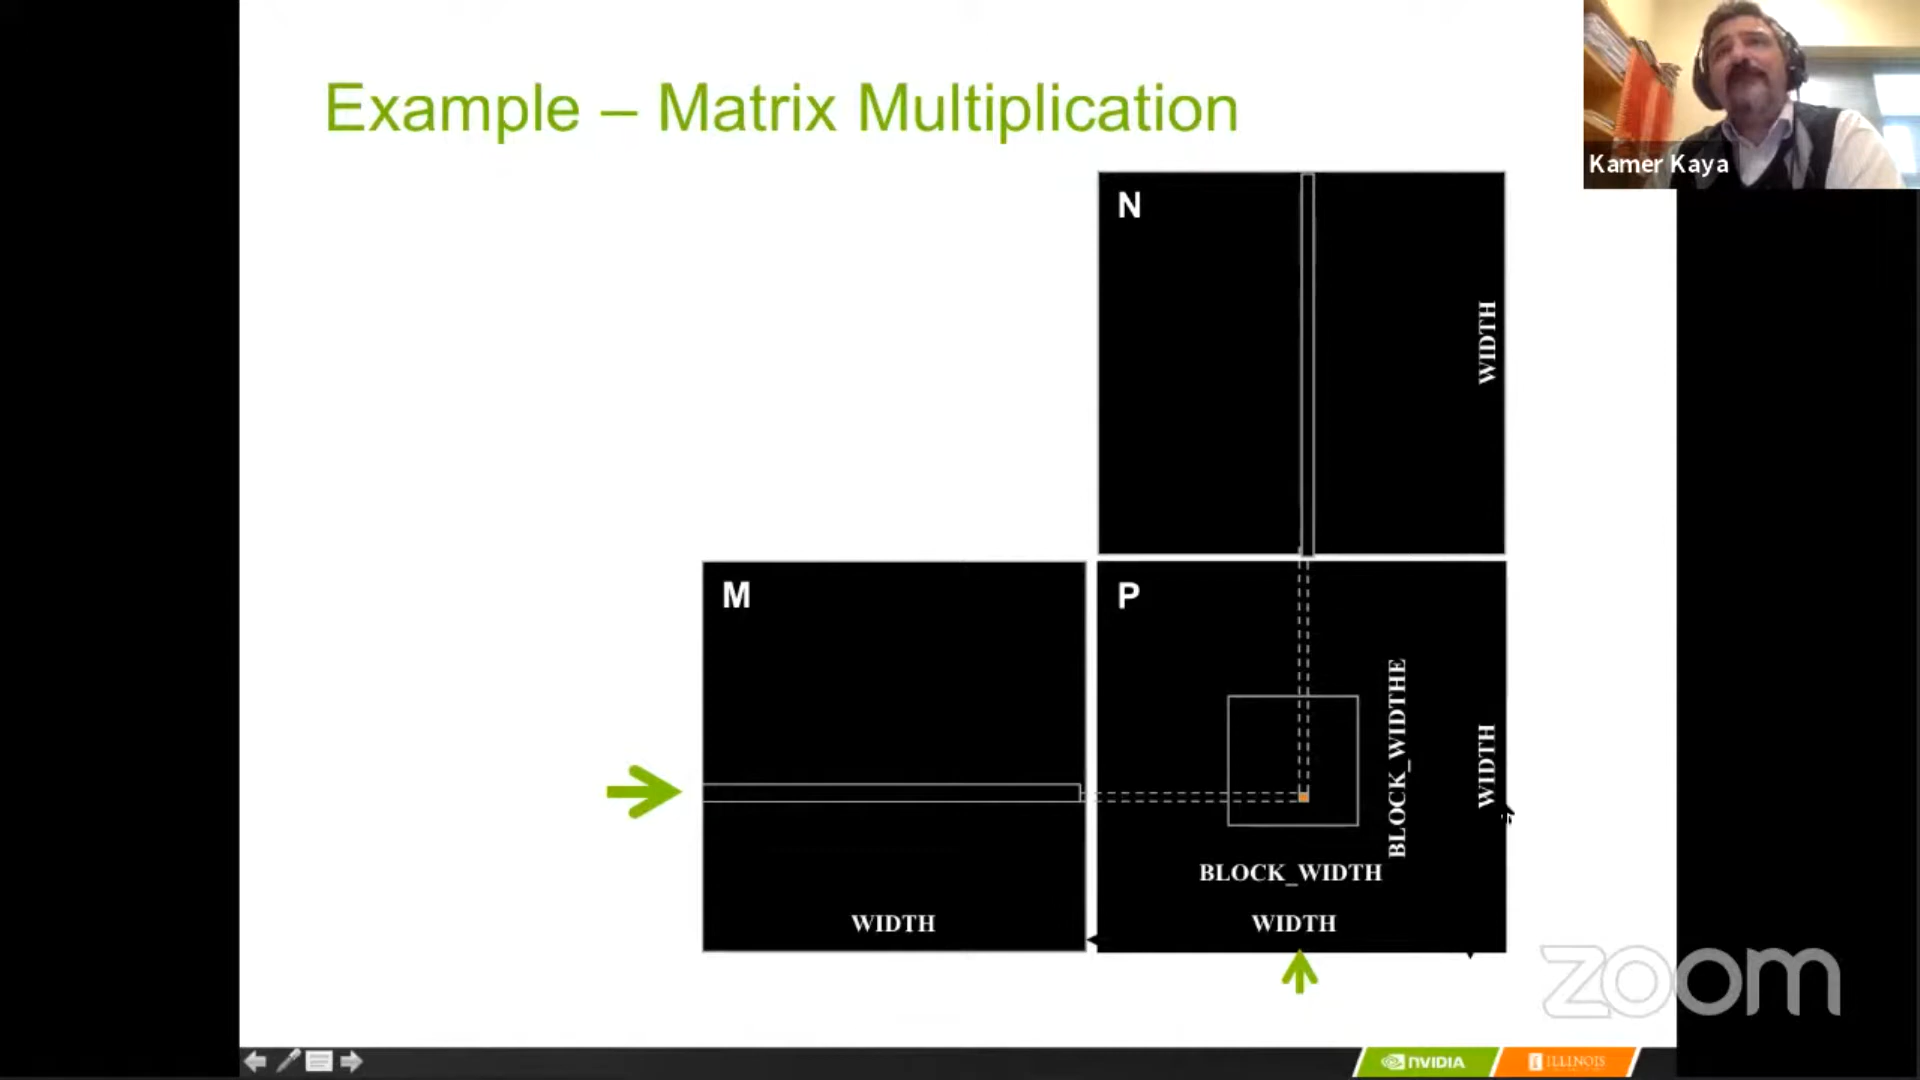 Example – Matrix Multiplication
Kamer Kaya
N
WIDTH
M
P
BLOCK_WIDTHE
WIDTH
BLOCK_WIDTH
WIDTH
WIDTH
zoom
NVIDIA
I ILLINOIS